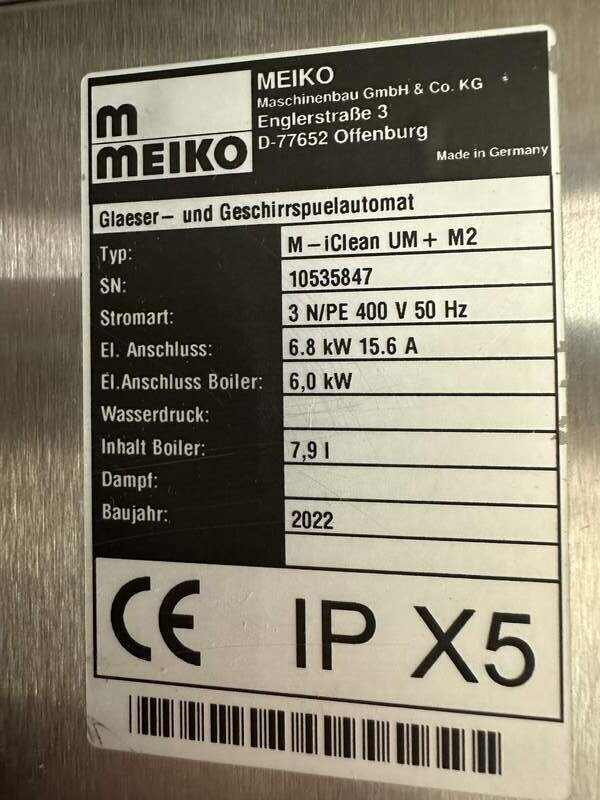 m
MEIKO
MEIKO
Maschinenbau GmbH & Co. KG
Englerstraße 3
D-77652 Offenburg
Made in Germany
Glaeser- und Geschirrspuelautomat
Typ: M-iClean UM+ M2
SN: 10535847
Stromart: 3 N/PE 400 V 50 Hz
El. Anschluss: 6.8 kW 15.6 A
El.Anschluss Boiler: 6,0 kW
Wasserdruck:
Inhalt Boiler: 7,9 l
Dampf:
Baujahr: 2022
CE IP X5